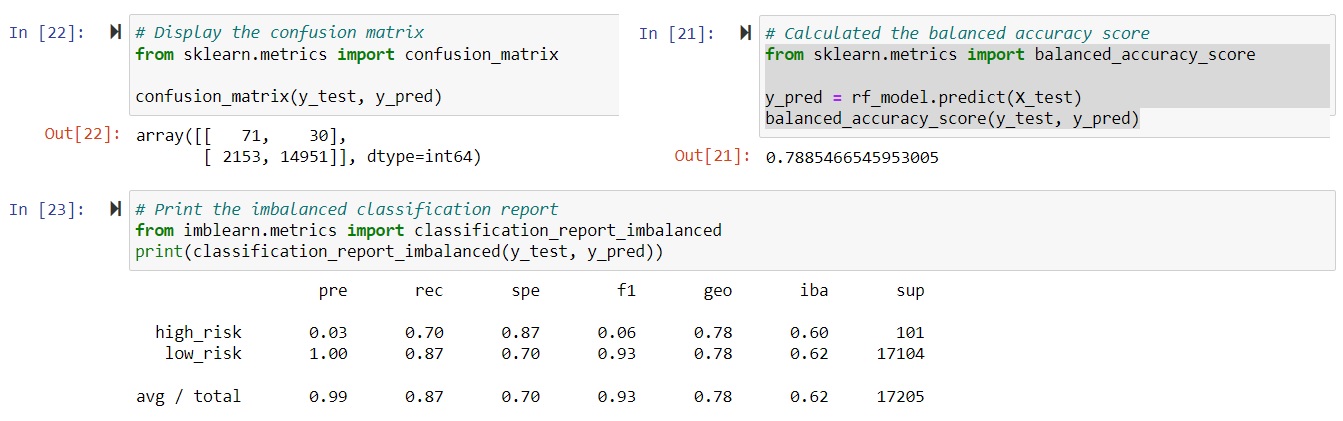 In [22]:
# Display the confusion matrix
from sklearn.metrics import confusion_matrix
confusion_matrix(y_test, y_pred)
Out[22]: array([[   71,    30],
       [ 2153, 14951]], dtype=int64)
In [21]:
# Calculated the balanced accuracy score
from sklearn.metrics import balanced_accuracy_score
y_pred = rf_model.predict(X_test)
balanced_accuracy_score(y_test, y_pred)
Out[21]: 0.7885466545953005
In [23]:
# Print the imbalanced classification report
from imblearn.metrics import classification_report_imbalanced
print(classification_report_imbalanced(y_test, y_pred))
pre rec spe f1 geo iba sup
high_risk 0.03 0.70 0.87 0.06 0.78 0.60 101
low_risk 1.00 0.87 0.70 0.93 0.78 0.62 17104
avg / total 0.99 0.87 0.70 0.93 0.78 0.62 17205